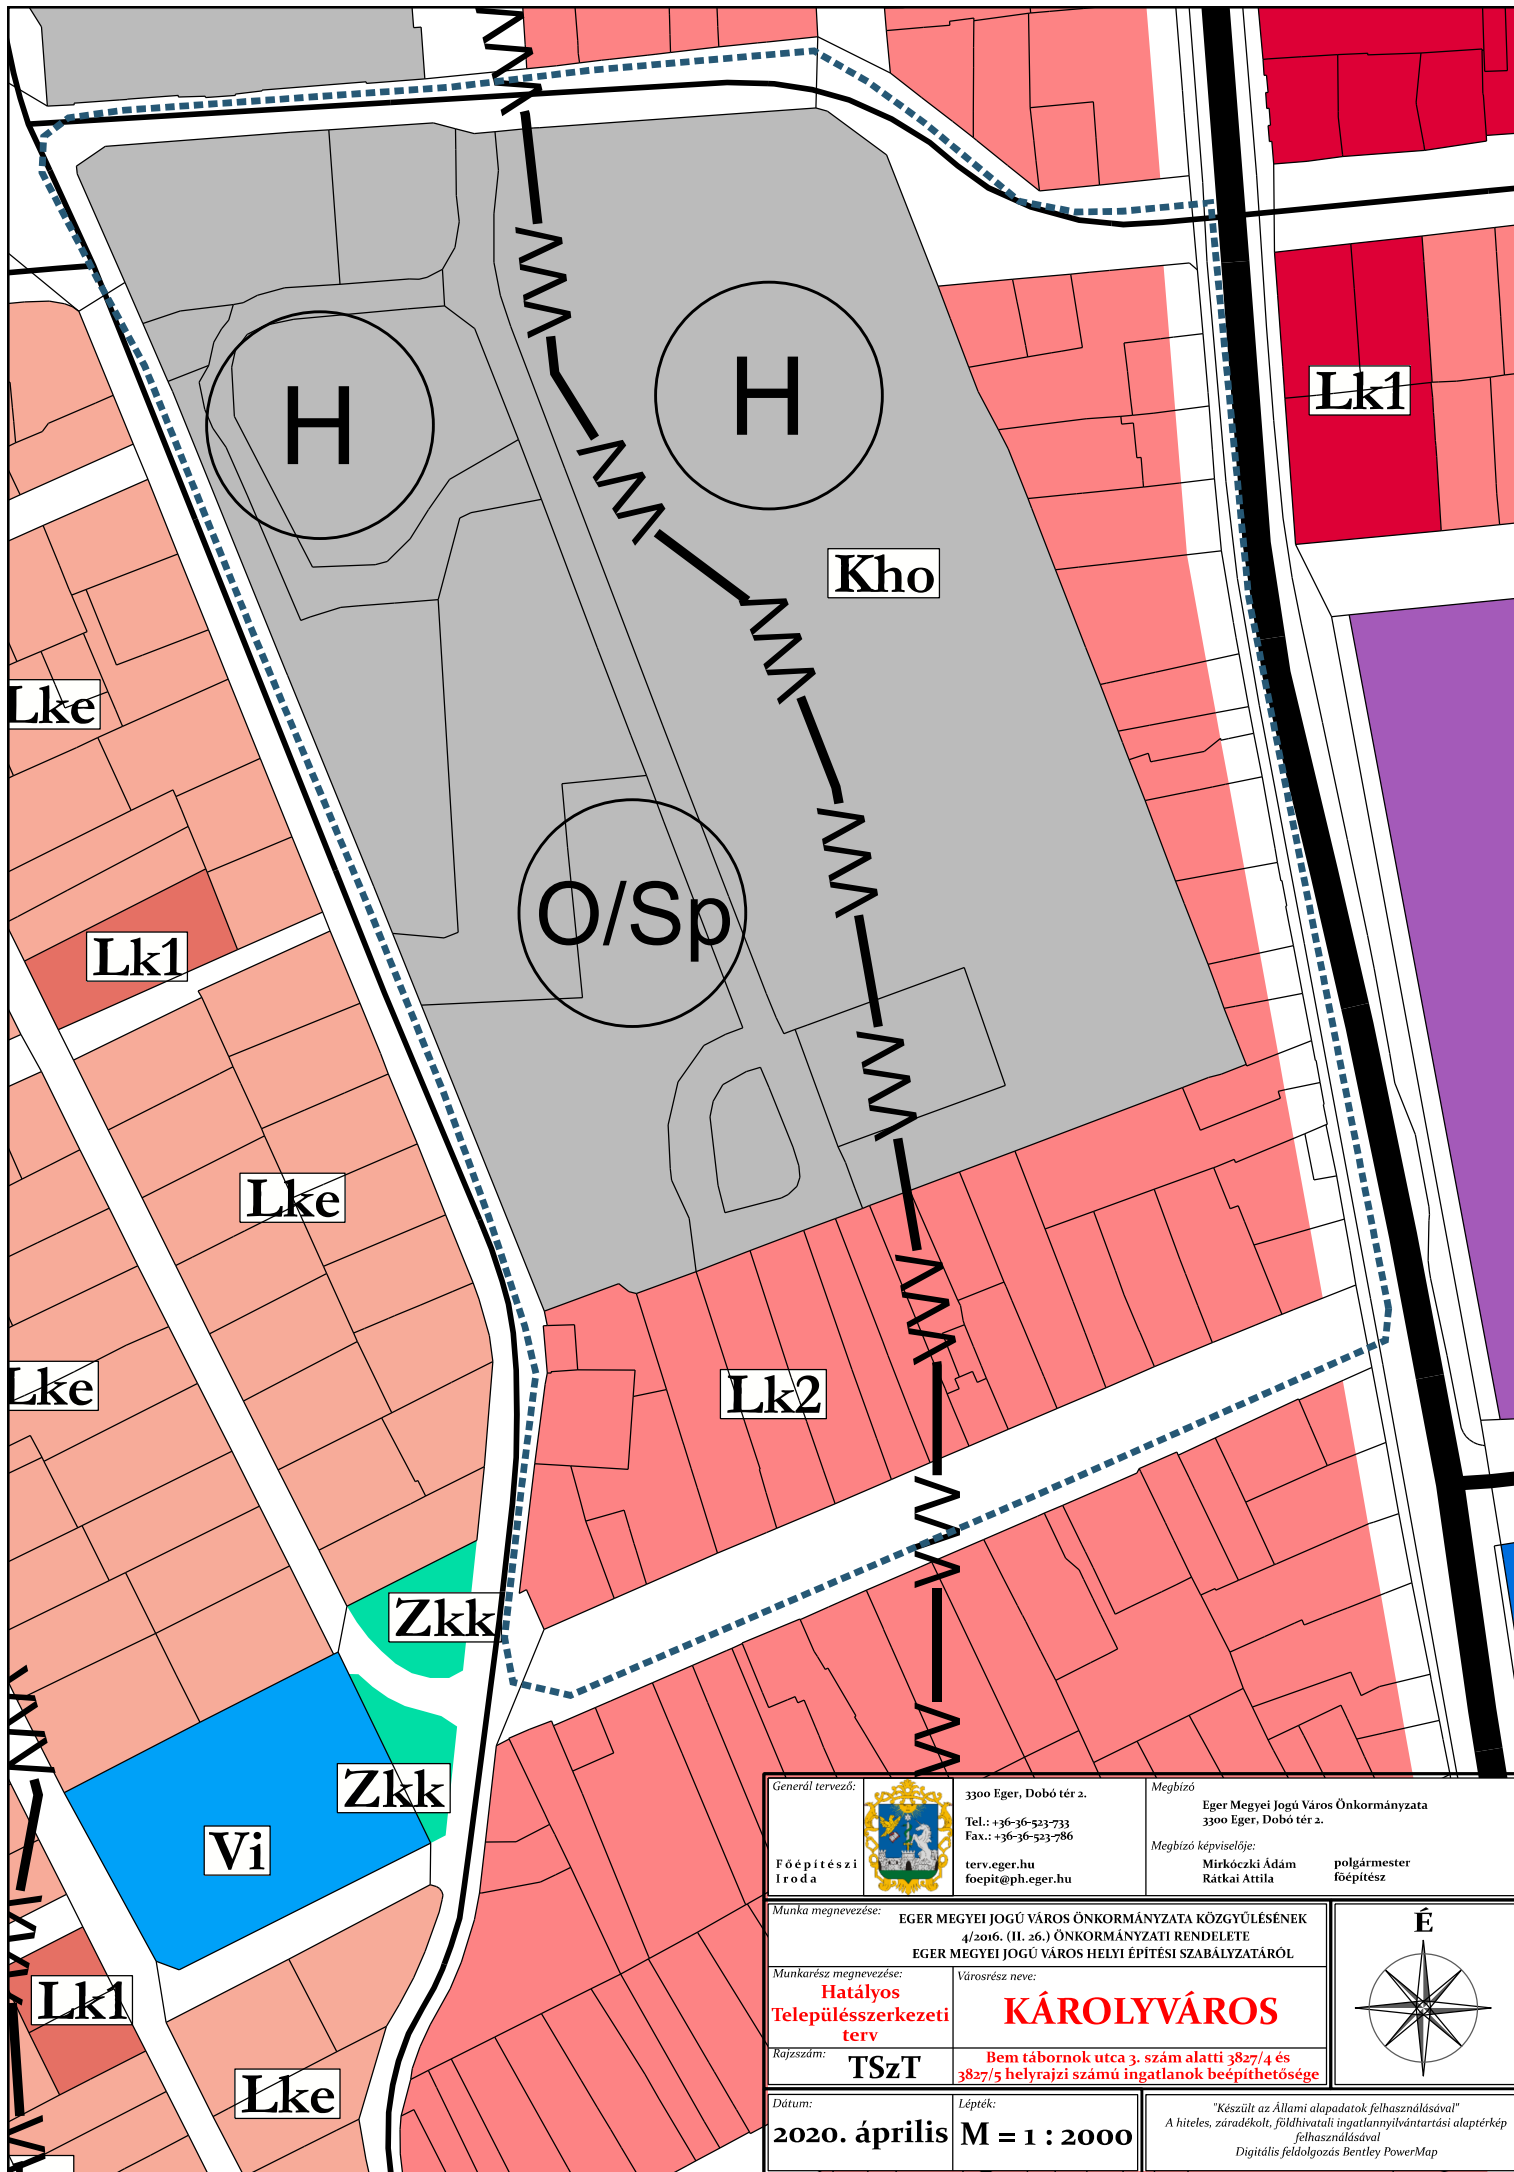 H
H
Lk1
Kho
Lke
O/Sp
Lk1
Lke
Lke
Lk2
Zkk
Zkk
Vi
Lk1
Lke
Generál tervező:
Főépítészi
Iroda
3300 Eger, Dobó tér 2.
Tel.: +36-36-523-733
Fax.: +36-36-523-786
terv.eger.hu
foepit@ph.eger.hu
Megbízó
Eger Megyei Jogú Város Önkormányzata
3300 Eger, Dobó tér 2.
Megbízó képviselője:
Mirkóczki Ádám polgármester
Rátkai Attila főépítész
Munka megnevezése:
EGER MEGYEI JOGÚ VÁROS ÖNKORMÁNYZATA KÖZGYŰLÉSÉNEK
4/2016. (II. 26.) ÖNKORMÁNYZATI RENDELETE
EGER MEGYEI JOGÚ VÁROS HELYI ÉPÍTÉSI SZABÁLYZATÁRÓL
É
Munkarész megnevezése:
Hatályos
Településszerkezeti
terv
Városrész neve:
KÁROLYVÁROS
Rajzszám:
TSzT
Bem tábornok utca 3. szám alatti 3827/4 és
3827/5 helyrajzi számú ingatlanok beépíthetősége
Dátum:
2020. április
Lépték:
M = 1 : 2000
"Készült az Állami alapadatok felhasználásával"
A hiteles, záradékolt, földhivatali ingatlannyilvántartási alaptérkép
felhasználásával
Digitális feldolgozás Bentley PowerMap